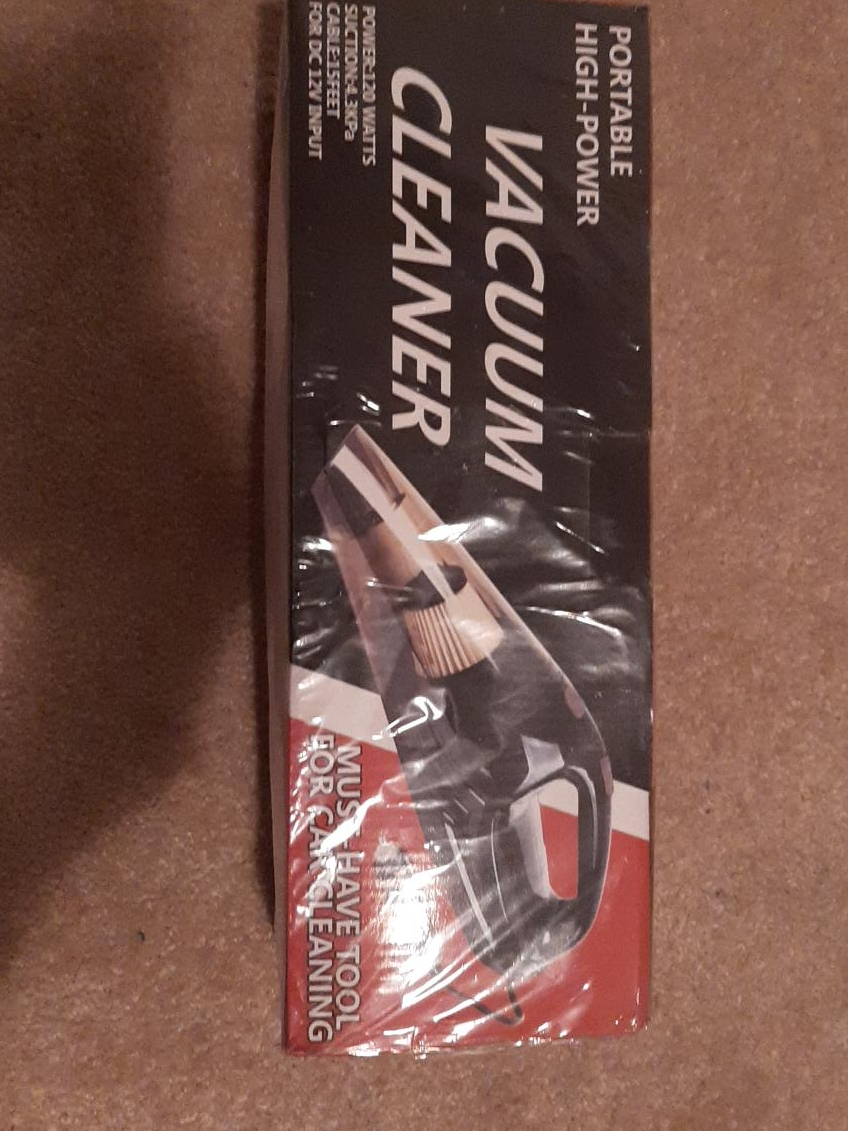 PORTABLE
HIGH-POWER
VACUUM
CLEANER
POWER:120 WATTS
SUCTION:4.3KPa
CABLE:15FEET
FOR DC 12V INPUT
MUST-HAVE TOOL
FOR CAR CLEANING